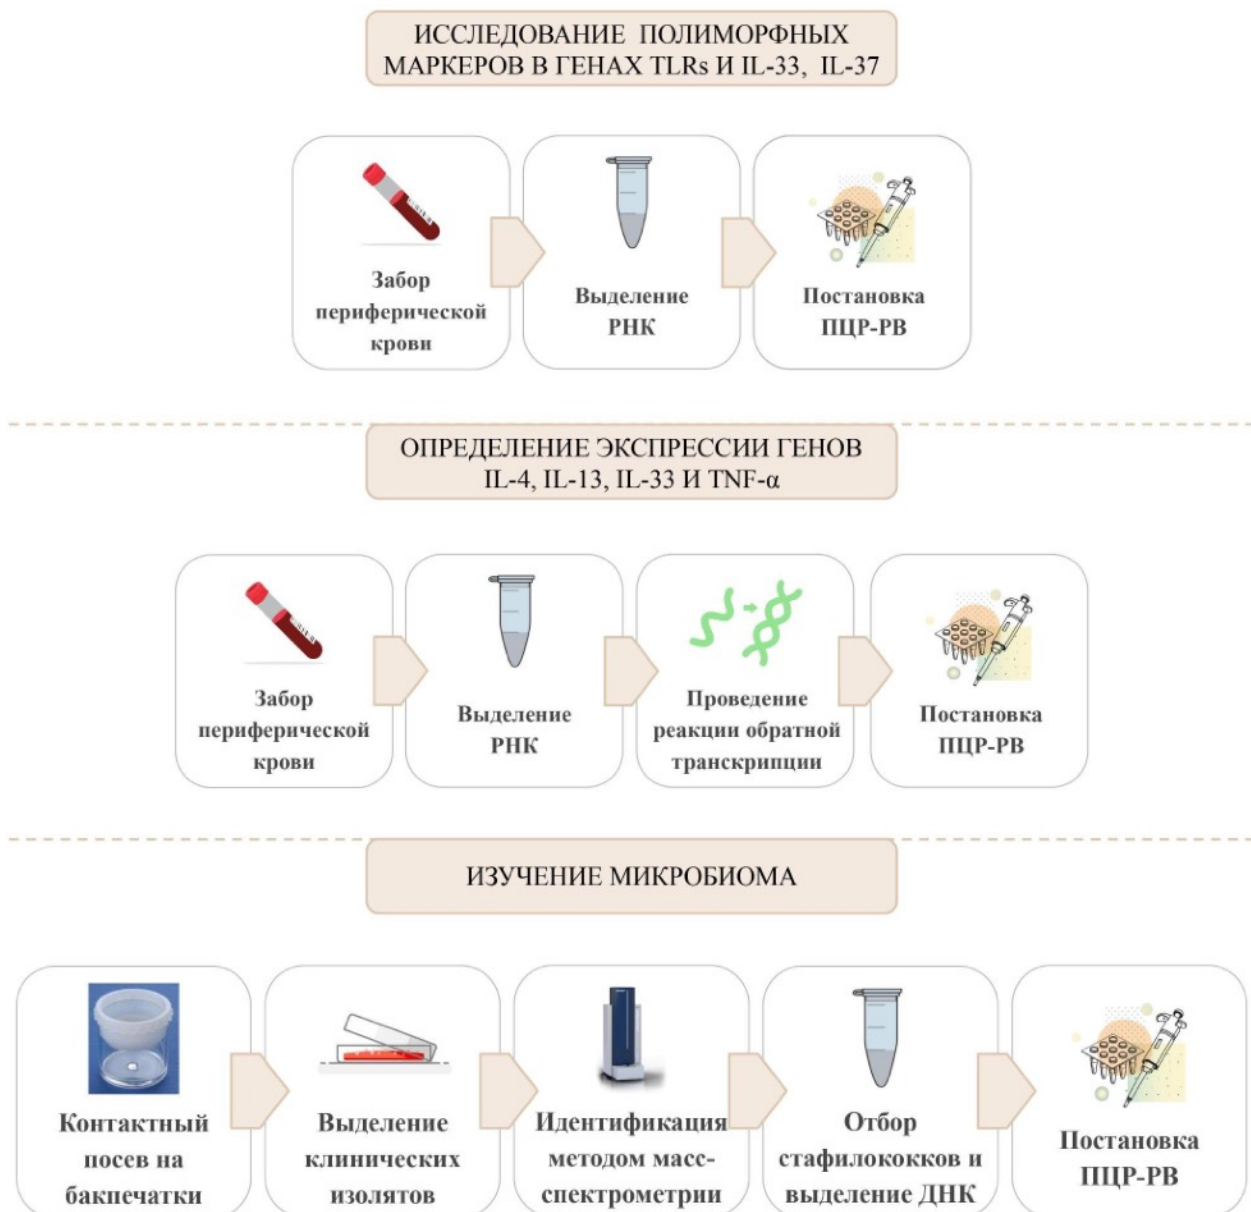 ИССЛЕДОВАНИЕ ПОЛИМОРФНЫХ
МАРКЕРОВ В ГЕНАХ TLRs И IL-33, IL-37
Забор
периферической
крови
Выделение
РНК
Постановка
ПЦР-РВ
ОПРЕДЕЛЕНИЕ ЭКСПРЕССИИ ГЕНОВ
IL-4, IL-13, IL-33 И TNF-α
Забор
периферической
крови
Выделение
РНК
Проведение
реакции обратной
транскрипции
Постановка
ПЦР-РВ
ИЗУЧЕНИЕ МИКРОБИОМА
Контактный
посев на
бакпечатки
Выделение
клинических
изолятов
Идентификация
методом масс-
спектрометрии
Отбор
стафилококков и
выделение ДНК
Постановка
ПЦР-РВ